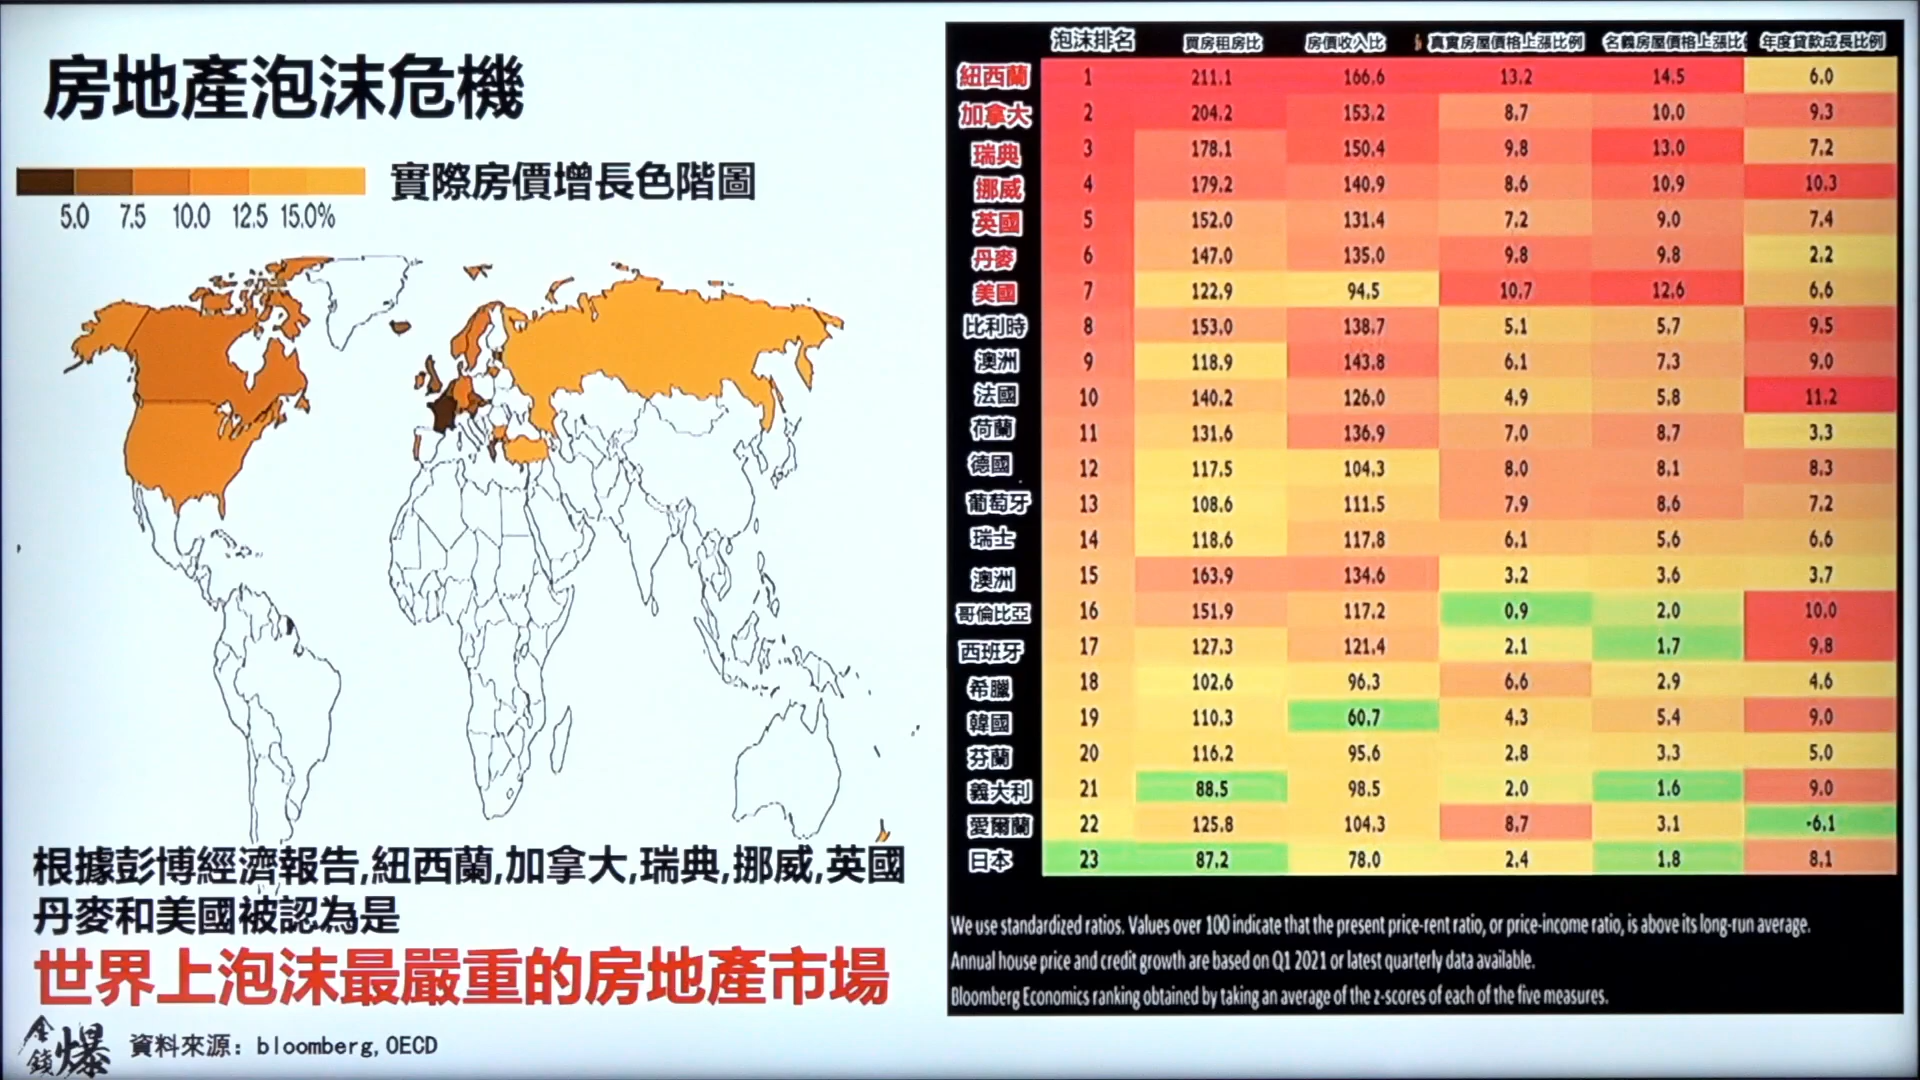 房地產泡沫危機
實際房價增長色階圖
5.0 7.5 10.0 12.5 15.0%
根據彭博經濟報告,紐西蘭,加拿大,瑞典,挪威,英國
丹麥和美國被認為是
世界上泡沫最嚴重的房地產市場
金錢爆
資料來源：bloomberg,OECD
泡沫排名 買房租房比 房價收入比 真實房屋價格上漲比例 名義房屋價格上漲比 年度貸款成長比例
紐西蘭 1 211.1 166.6 13.2 14.5 6.0
加拿大 2 204.2 153.2 8.7 10.0 9.3
瑞典 3 178.1 150.4 9.8 13.0 7.2
挪威 4 179.2 140.9 8.6 10.9 10.3
英國 5 152.0 131.4 7.2 9.0 7.4
丹麥 6 147.0 135.0 9.8 9.8 2.2
美國 7 122.9 94.5 10.7 12.6 6.6
比利時 8 153.0 138.7 5.1 5.7 9.5
澳洲 9 118.9 143.8 6.1 7.3 9.0
法國 10 140.2 126.0 4.9 5.8 11.2
荷蘭 11 131.6 136.9 7.0 8.7 3.3
德國 12 117.5 104.3 8.0 8.1 8.3
葡萄牙 13 108.6 111.5 7.9 8.6 7.2
瑞士 14 118.6 117.8 6.1 5.6 6.6
澳洲 15 163.9 134.6 3.2 3.6 3.7
哥倫比亞 16 151.9 117.2 0.9 2.0 10.0
西班牙 17 127.3 121.4 2.1 1.7 9.8
希臘 18 102.6 96.3 6.6 2.9 4.6
韓國 19 110.3 60.7 4.3 5.4 9.0
芬蘭 20 116.2 95.6 2.8 3.3 5.0
義大利 21 88.5 98.5 2.0 1.6 9.0
愛爾蘭 22 125.8 104.3 8.7 3.1 -6.1
日本 23 87.2 78.0 2.4 1.8 8.1
We use standardized ratios. Values over 100 indicate that the present price-rent ratio, or price-income ratio, is above its long-run average.
Annual house price and credit growth are based on Q1 2021 or latest quarterly data available.
Bloomberg Economics ranking obtained by taking an average of the z-scores of each of the five measures.